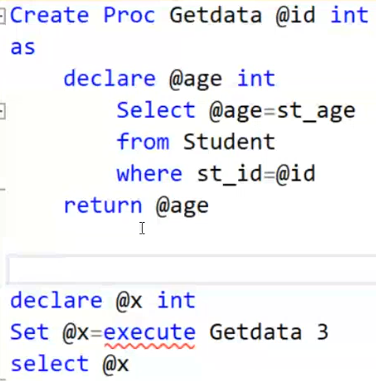 Create Proc Getdata @id int
as
declare @age int
Select @age=st_age
from Student
where st_id=@id
return @age
declare @x int
Set @x=execute Getdata 3
select @x